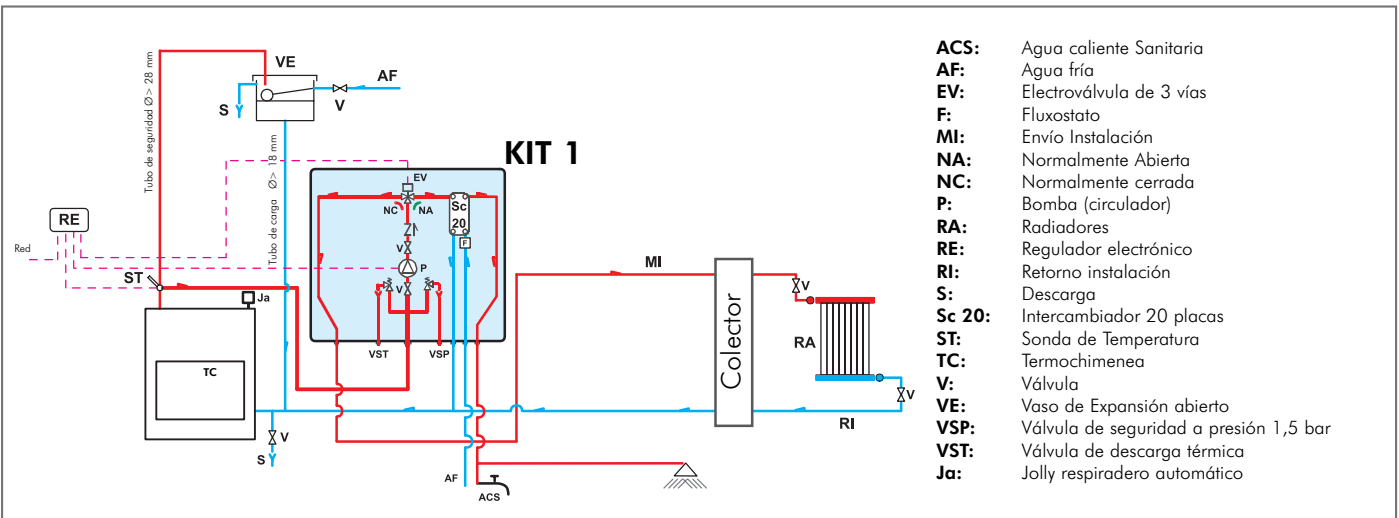 VE
AF
S
V
Tubo de seguridad Ø> 28 mm
Tubo de carga Ø> 18 mm
KIT 1
EV
NC
NA
Sc
20
F
RE
Red
V
P
ST
V
MI
Ja
VST
VSP
TC
Colector
V
RA
V
RI
V
S
AF
ACS
ACS: Agua caliente Sanitaria
AF: Agua fría
EV: Electroválvula de 3 vías
F: Fluxostato
MI: Envío Instalación
NA: Normalmente Abierta
NC: Normalmente cerrada
P: Bomba (circulador)
RA: Radiadores
RE: Regulador electrónico
RI: Retorno instalación
S: Descarga
Sc 20: Intercambiador 20 placas
ST: Sonda de Temperatura
TC: Termochimenea
V: Válvula
VE: Vaso de Expansión abierto
VSP: Válvula de seguridad a presión 1,5 bar
VST: Válvula de descarga térmica
Ja: Jolly respiradero automático